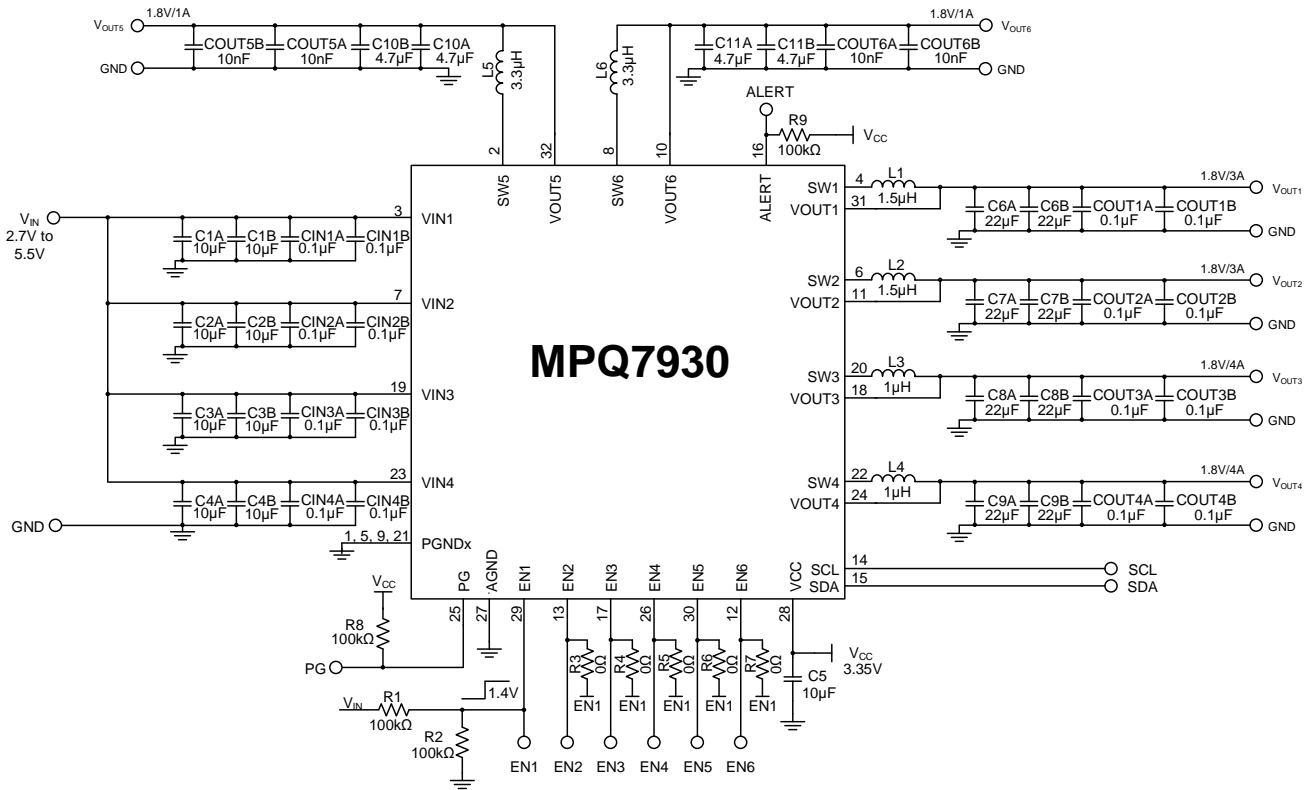 VOUT5
1.8V/1A
COUT5B
10nF
COUT5A
10nF
C10B
4.7µF
C10A
4.7µF
GND
L5
3.3µH
1.8V/1A
VOUT6
L6
3.3µH
C11A
4.7µF
C11B
4.7µF
COUT6A
10nF
COUT6B
10nF
GND
ALERT
R9
100kΩ
VCC
2
32
8
10
16
SW5
VOUT5
SW6
VOUT6
ALERT
VIN
2.7V to
5.5V
3
VIN1
C1A
10µF
C1B
10µF
CIN1A
0.1µF
CIN1B
0.1µF
7
VIN2
C2A
10µF
C2B
10µF
CIN2A
0.1µF
CIN2B
0.1µF
19
VIN3
C3A
10µF
C3B
10µF
CIN3A
0.1µF
CIN3B
0.1µF
23
VIN4
C4A
10µF
C4B
10µF
CIN4A
0.1µF
CIN4B
0.1µF
GND
1, 5, 9, 21
PGNDx
MPQ7930
SW1
4
L1
1.5µH
VOUT1
31
1.8V/3A
VOUT1
C6A
22µF
C6B
22µF
COUT1A
0.1µF
COUT1B
0.1µF
GND
SW2
6
L2
1.5µH
VOUT2
11
1.8V/3A
VOUT2
C7A
22µF
C7B
22µF
COUT2A
0.1µF
COUT2B
0.1µF
GND
SW3
20
L3
1µH
VOUT3
18
1.8V/4A
VOUT3
C8A
22µF
C8B
22µF
COUT3A
0.1µF
COUT3B
0.1µF
GND
SW4
22
L4
1µH
VOUT4
24
1.8V/4A
VOUT4
C9A
22µF
C9B
22µF
COUT4A
0.1µF
COUT4B
0.1µF
GND
SCL
14
SCL
SDA
15
SDA
PG
AGND
EN1
EN2
EN3
EN4
EN5
EN6
VCC
25
27
29
13
17
26
30
12
28
VCC
R8
100kΩ
PG
R3
0Ω
EN1
R4
0Ω
EN1
R5
0Ω
EN1
R6
0Ω
EN1
R7
0Ω
EN1
VCC
3.35V
C5
10µF
1.4V
VIN
R1
100kΩ
R2
100kΩ
EN1
EN2
EN3
EN4
EN5
EN6